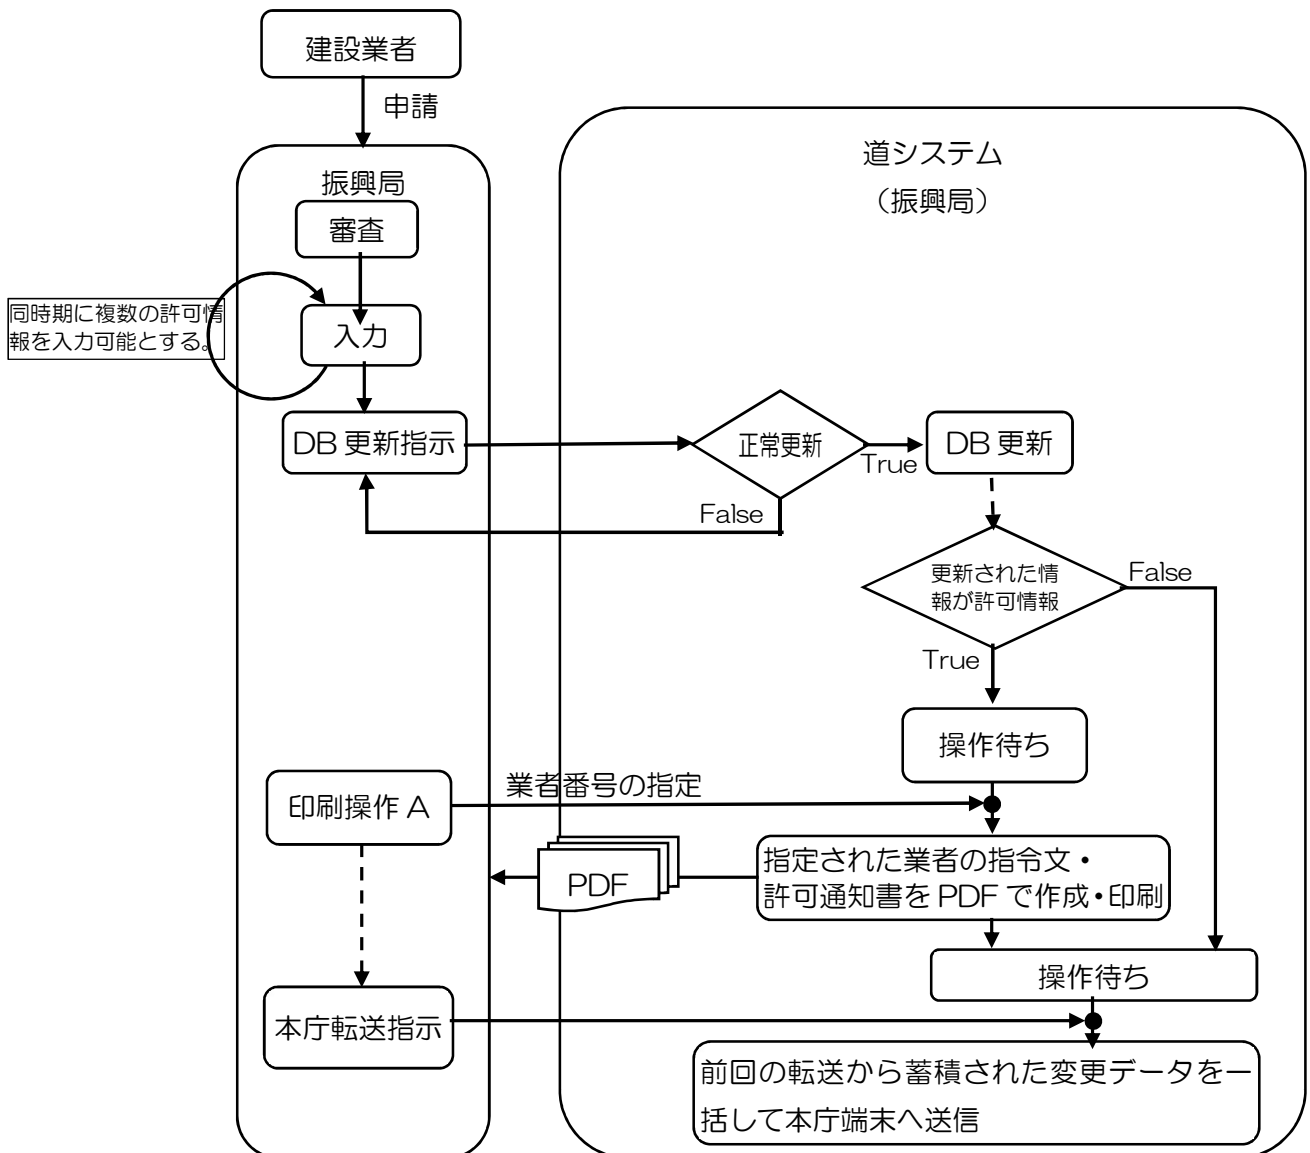 建設業者
申請
振興局
審査
同時期に複数の許可情
報を入力可能とする。
入力
DB 更新指示
道システム
（振興局）
正常更新
True
DB 更新
False
更新された情
報が許可情報
False
True
操作待ち
印刷操作 A
業者番号の指定
指定された業者の指令文・
許可通知書を PDF で作成・印刷
PDF
操作待ち
本庁転送指示
前回の転送から蓄積された変更データを一
括して本庁端末へ送信